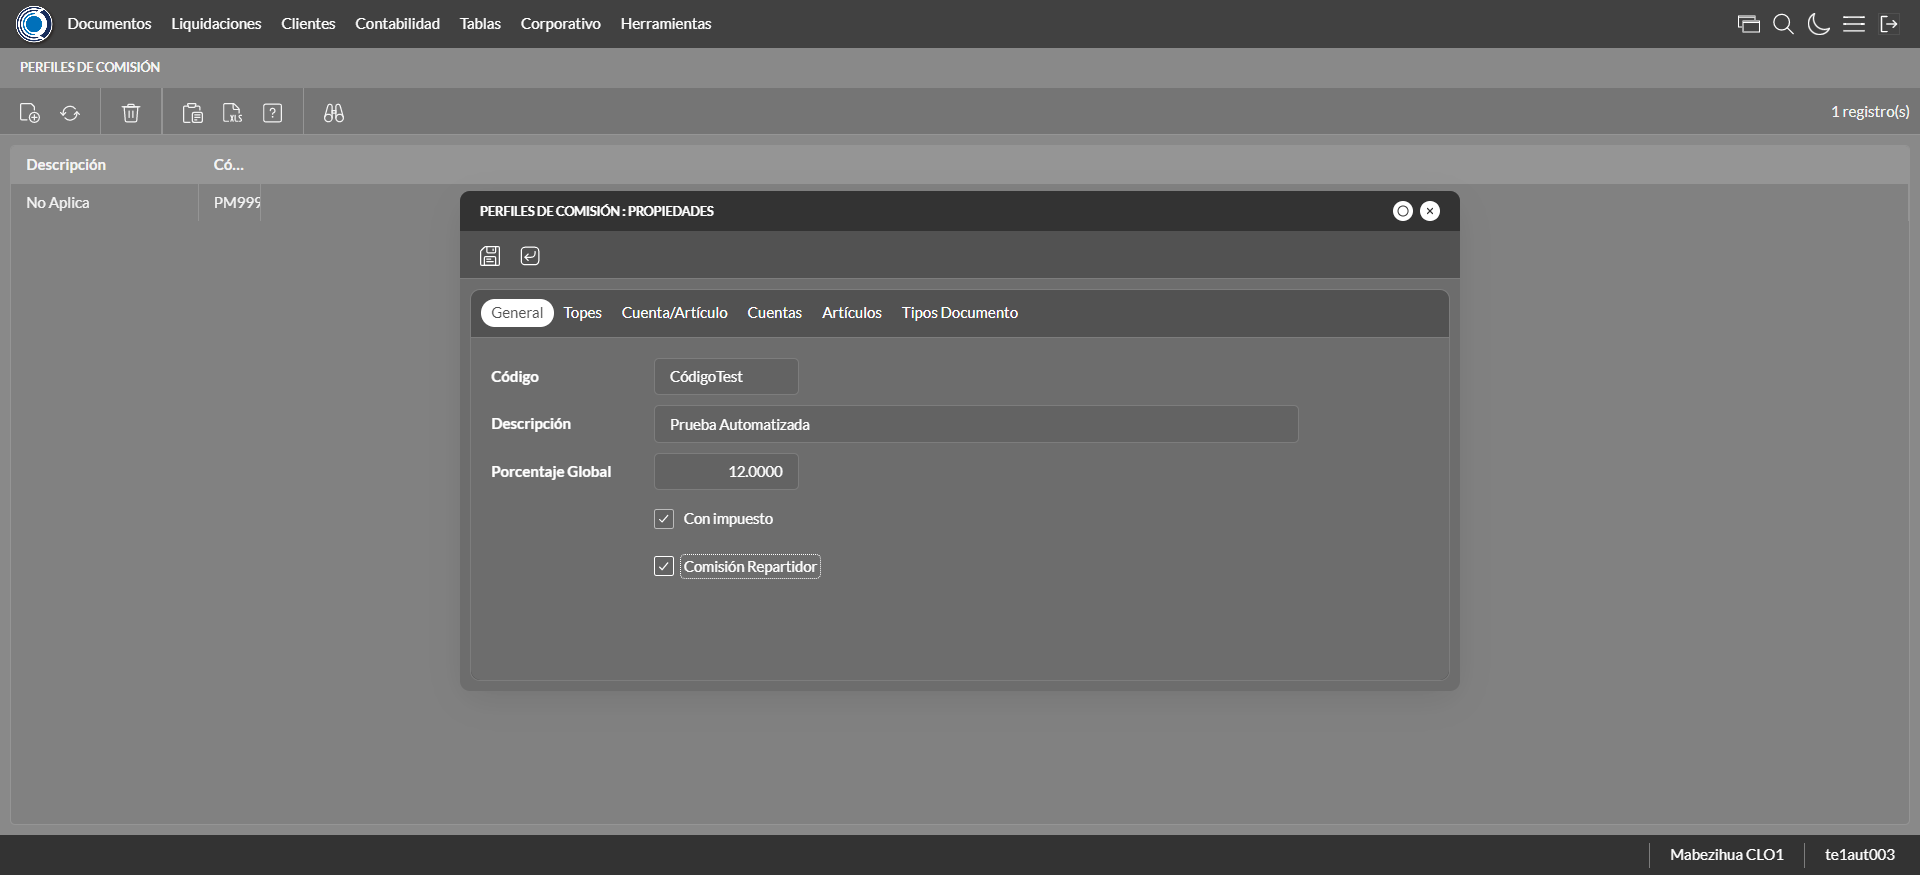 Documentos Liquidaciones Clientes Contabilidad Tablas Corporativo Herramientas
PERFILES DE COMISIÓN
XLS ? 1 registro(s)
Descripción Có...
No Aplica PM999
PERFILES DE COMISIÓN : PROPIEDADES
General Topes Cuenta/Artículo Cuentas Artículos Tipos Documento
Código CódigoTest
Descripción Prueba Automatizada
Porcentaje Global 12.0000
Con impuesto
Comisión Repartidor
Mabezihua CLO1 te1aut003